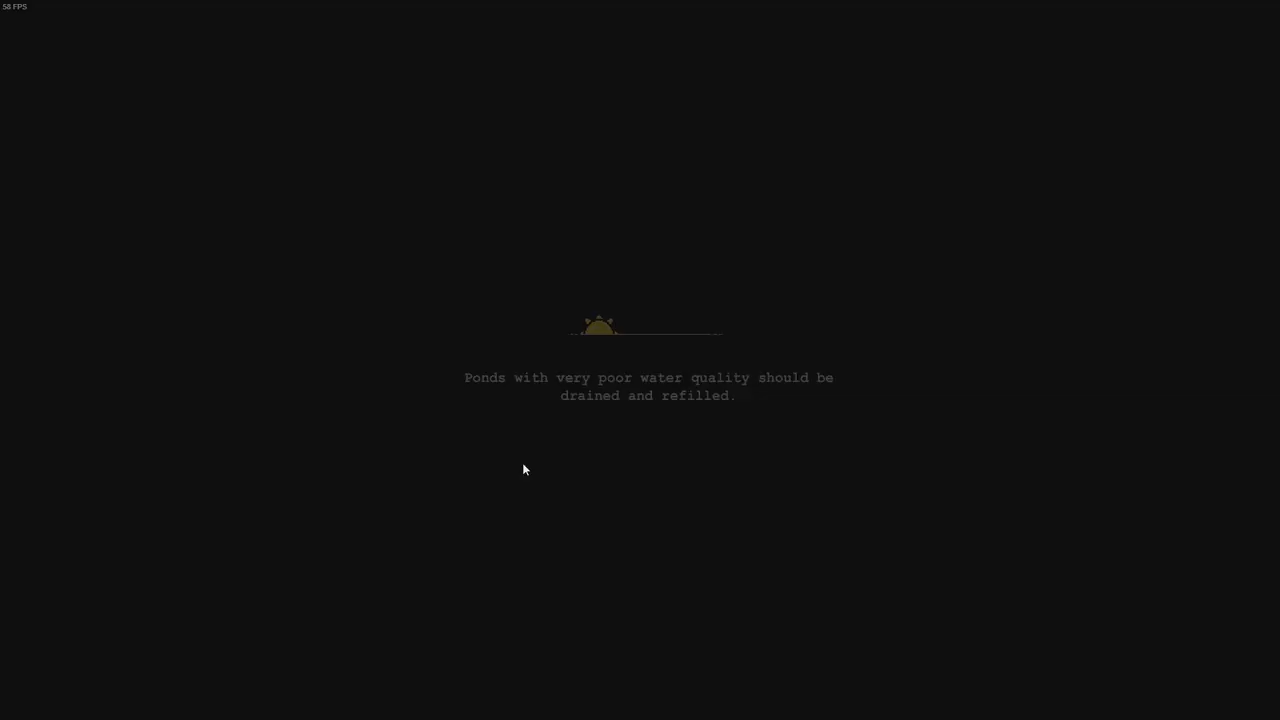 58 FPS
Ponds with very poor water quality should be
drained and refilled.